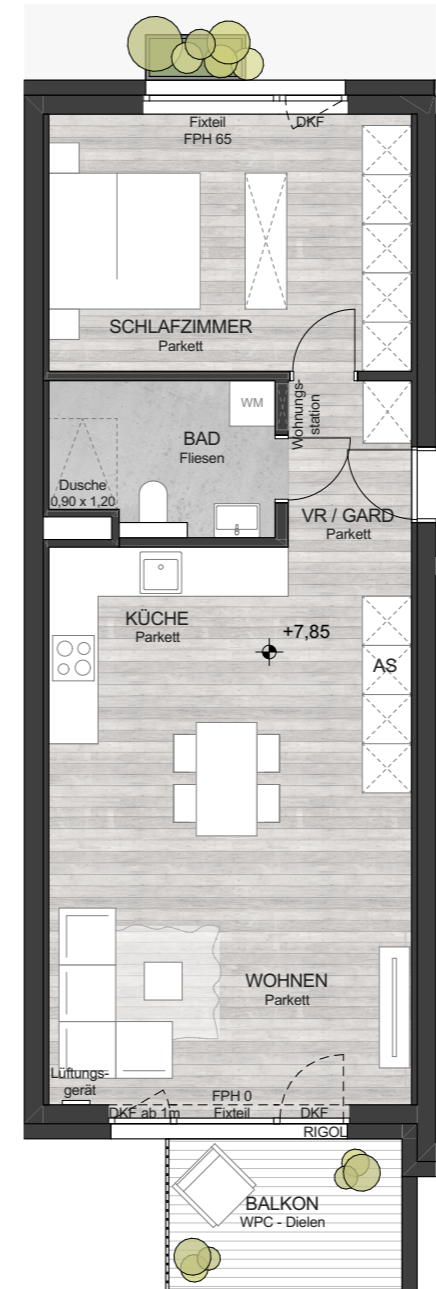 Fixteil
DKF
FPH 65
SCHLAFZIMMER
Parkett
WM
Wohnungs-
station
BAD
Fliesen
Dusche
0,90 x 1,20
VR / GARD
Parkett
KÜCHE
Parkett
+7,85
AS
WOHNEN
Parkett
Lüftungs-
gerät
FPH 0
DKF ab 1m
Fixteil
DKF
RIGOL
BALKON
WPC - Dielen